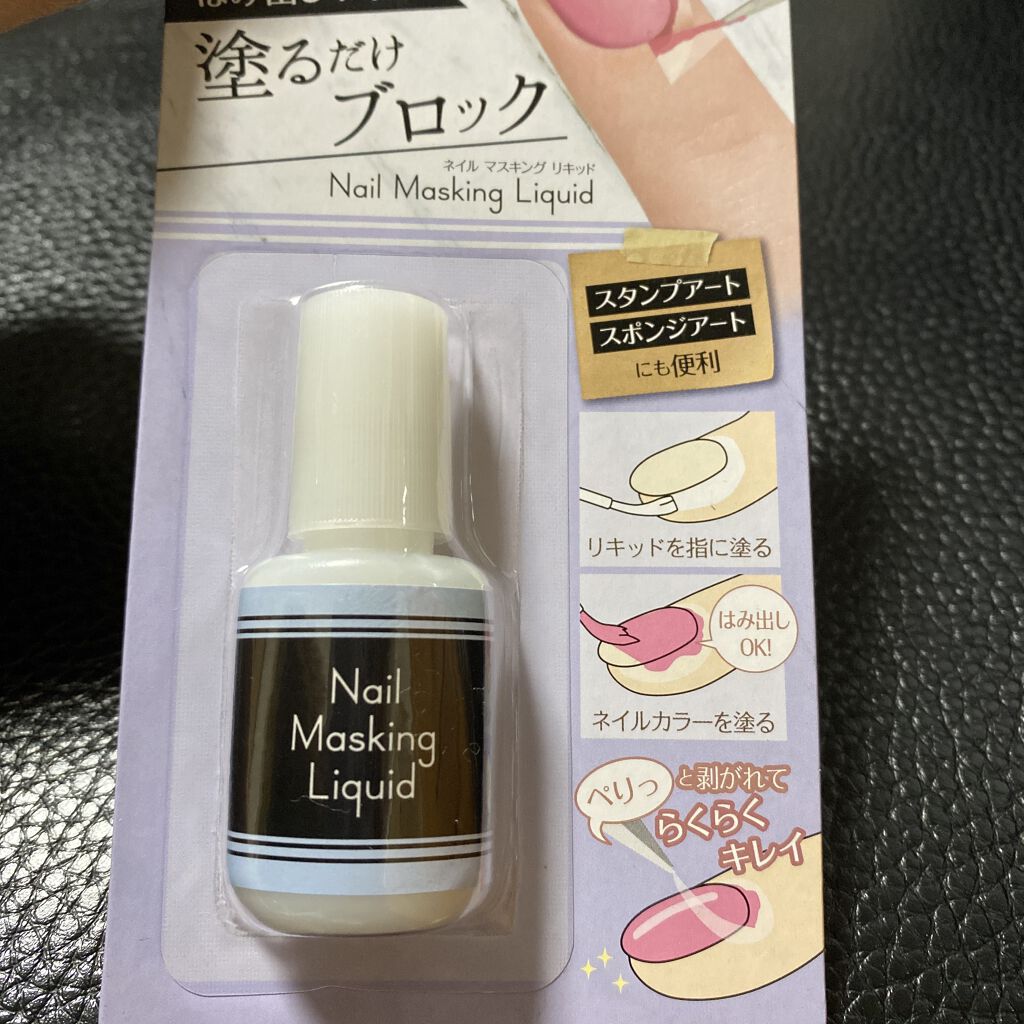 塗るだけ
ブロック
ネイル マスキング リキッド
Nail Masking Liquid
スタンプアート
スポンジアート
にも便利
リキッドを指に塗る
はみ出し
OK!
ネイルカラーを塗る
ぺりっ
と剥がれて
らくらく
キレイ
Nail
Masking
Liquid